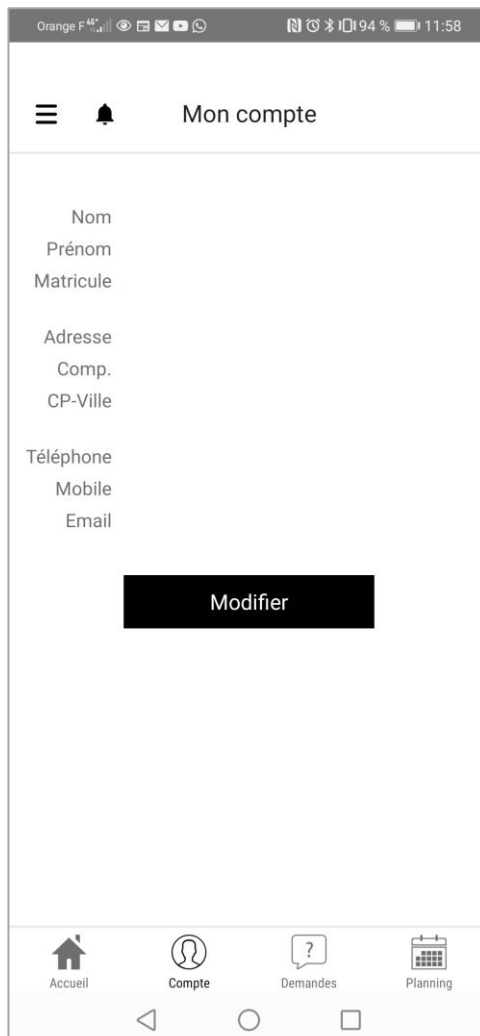 Orange F 94 % 11:58
Mon compte
Nom
Prénom
Matricule
Adresse
Comp.
CP-Ville
Téléphone
Mobile
Email
Modifier
?
Accueil Compte Demandes Planning